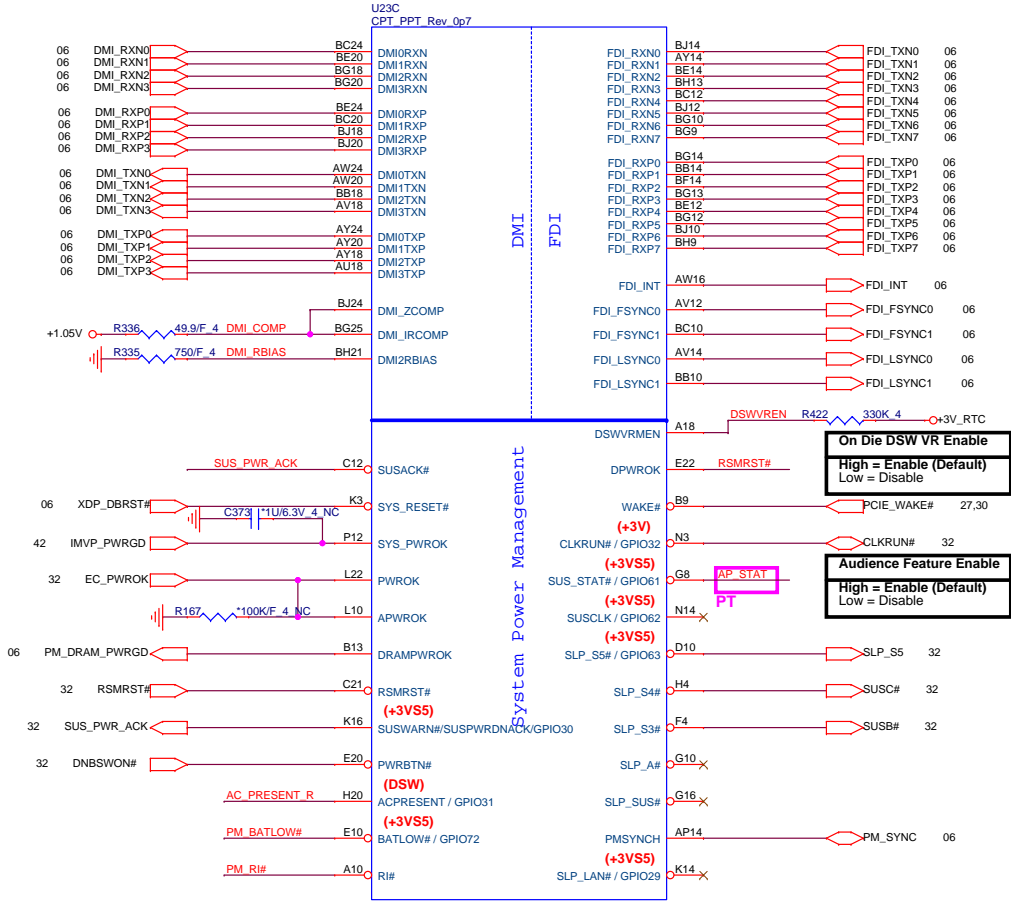 U23C
CPT_PPT_Rev_0p7
06 DMI_RXN0 BC24 DMI0RXN
06 DMI_RXN1 BE20 DMI1RXN
06 DMI_RXN2 BG18 DMI2RXN
06 DMI_RXN3 BG20 DMI3RXN
06 DMI_RXP0 BE24 DMI0RXP
06 DMI_RXP1 BC20 DMI1RXP
06 DMI_RXP2 BJ18 DMI2RXP
06 DMI_RXP3 BJ20 DMI3RXP
06 DMI_TXN0 AW24 DMI0TXN
06 DMI_TXN1 AW20 DMI1TXN
06 DMI_TXN2 BB18 DMI2TXN
06 DMI_TXN3 AV18 DMI3TXN
06 DMI_TXP0 AY24 DMI0TXP
06 DMI_TXP1 AY20 DMI1TXP
06 DMI_TXP2 AY18 DMI2TXP
06 DMI_TXP3 AU18 DMI3TXP
BJ24 DMI_ZCOMP
+1.05V R336 49.9/F_4 DMI_COMP BG25 DMI_IRCOMP
R335 750/F_4 DMI_RBIAS BH21 DMI2RBIAS
DMI
FDI
FDI_RXN0 BJ14 FDI_TXN0 06
FDI_RXN1 AY14 FDI_TXN1 06
FDI_RXN2 BE14 FDI_TXN2 06
FDI_RXN3 BH13 FDI_TXN3 06
FDI_RXN4 BC12 FDI_TXN4 06
FDI_RXN5 BJ12 FDI_TXN5 06
FDI_RXN6 BG10 FDI_TXN6 06
FDI_RXN7 BG9 FDI_TXN7 06
FDI_RXP0 BG14 FDI_TXP0 06
FDI_RXP1 BB14 FDI_TXP1 06
FDI_RXP2 BF14 FDI_TXP2 06
FDI_RXP3 BG13 FDI_TXP3 06
FDI_RXP4 BE12 FDI_TXP4 06
FDI_RXP5 BG12 FDI_TXP5 06
FDI_RXP6 BJ10 FDI_TXP6 06
FDI_RXP7 BH9 FDI_TXP7 06
FDI_INT AW16 FDI_INT 06
FDI_FSYNC0 AV12 FDI_FSYNC0 06
FDI_FSYNC1 BC10 FDI_FSYNC1 06
FDI_LSYNC0 AV14 FDI_LSYNC0 06
FDI_LSYNC1 BB10 FDI_LSYNC1 06
System Power Management
SUS_PWR_ACK C12 SUSACK#
06 XDP_DBRST# K3 SYS_RESET#
C373 *1U/6.3V_4_NC
42 IMVP_PWRGD P12 SYS_PWROK
32 EC_PWROK L22 PWROK
R167 *100K/F_4_NC L10 APWROK
06 PM_DRAM_PWRGD B13 DRAMPWROK
32 RSMRST# C21 RSMRST#
(+3VS5)
32 SUS_PWR_ACK K16 SUSWARN#/SUSPWRDNACK/GPIO30
32 DNBSWON# E20 PWRBTN#
(DSW)
AC_PRESENT_R H20 ACPRESENT / GPIO31
(+3VS5)
PM_BATLOW# E10 BATLOW# / GPIO72
PM_RI# A10 RI#
DSWVRMEN A18 DSWVREN R422 330K_4 +3V_RTC
On Die DSW VR Enable
High = Enable (Default)
Low = Disable
DPWROK E22 RSMRST#
WAKE# B9 PCIE_WAKE# 27,30
(+3V)
CLKRUN# / GPIO32 N3 CLKRUN# 32
(+3VS5)
SUS_STAT# / GPIO61 G8 AP_STAT
PT
Audience Feature Enable
High = Enable (Default)
Low = Disable
(+3VS5)
SUSCLK / GPIO62 N14
(+3VS5)
SLP_S5# / GPIO63 D10 SLP_S5 32
SLP_S4# H4 SUSC# 32
SLP_S3# F4 SUSB# 32
SLP_A# G10
SLP_SUS# G16
PMSYNCH AP14 PM_SYNC 06
(+3VS5)
SLP_LAN# / GPIO29 K14